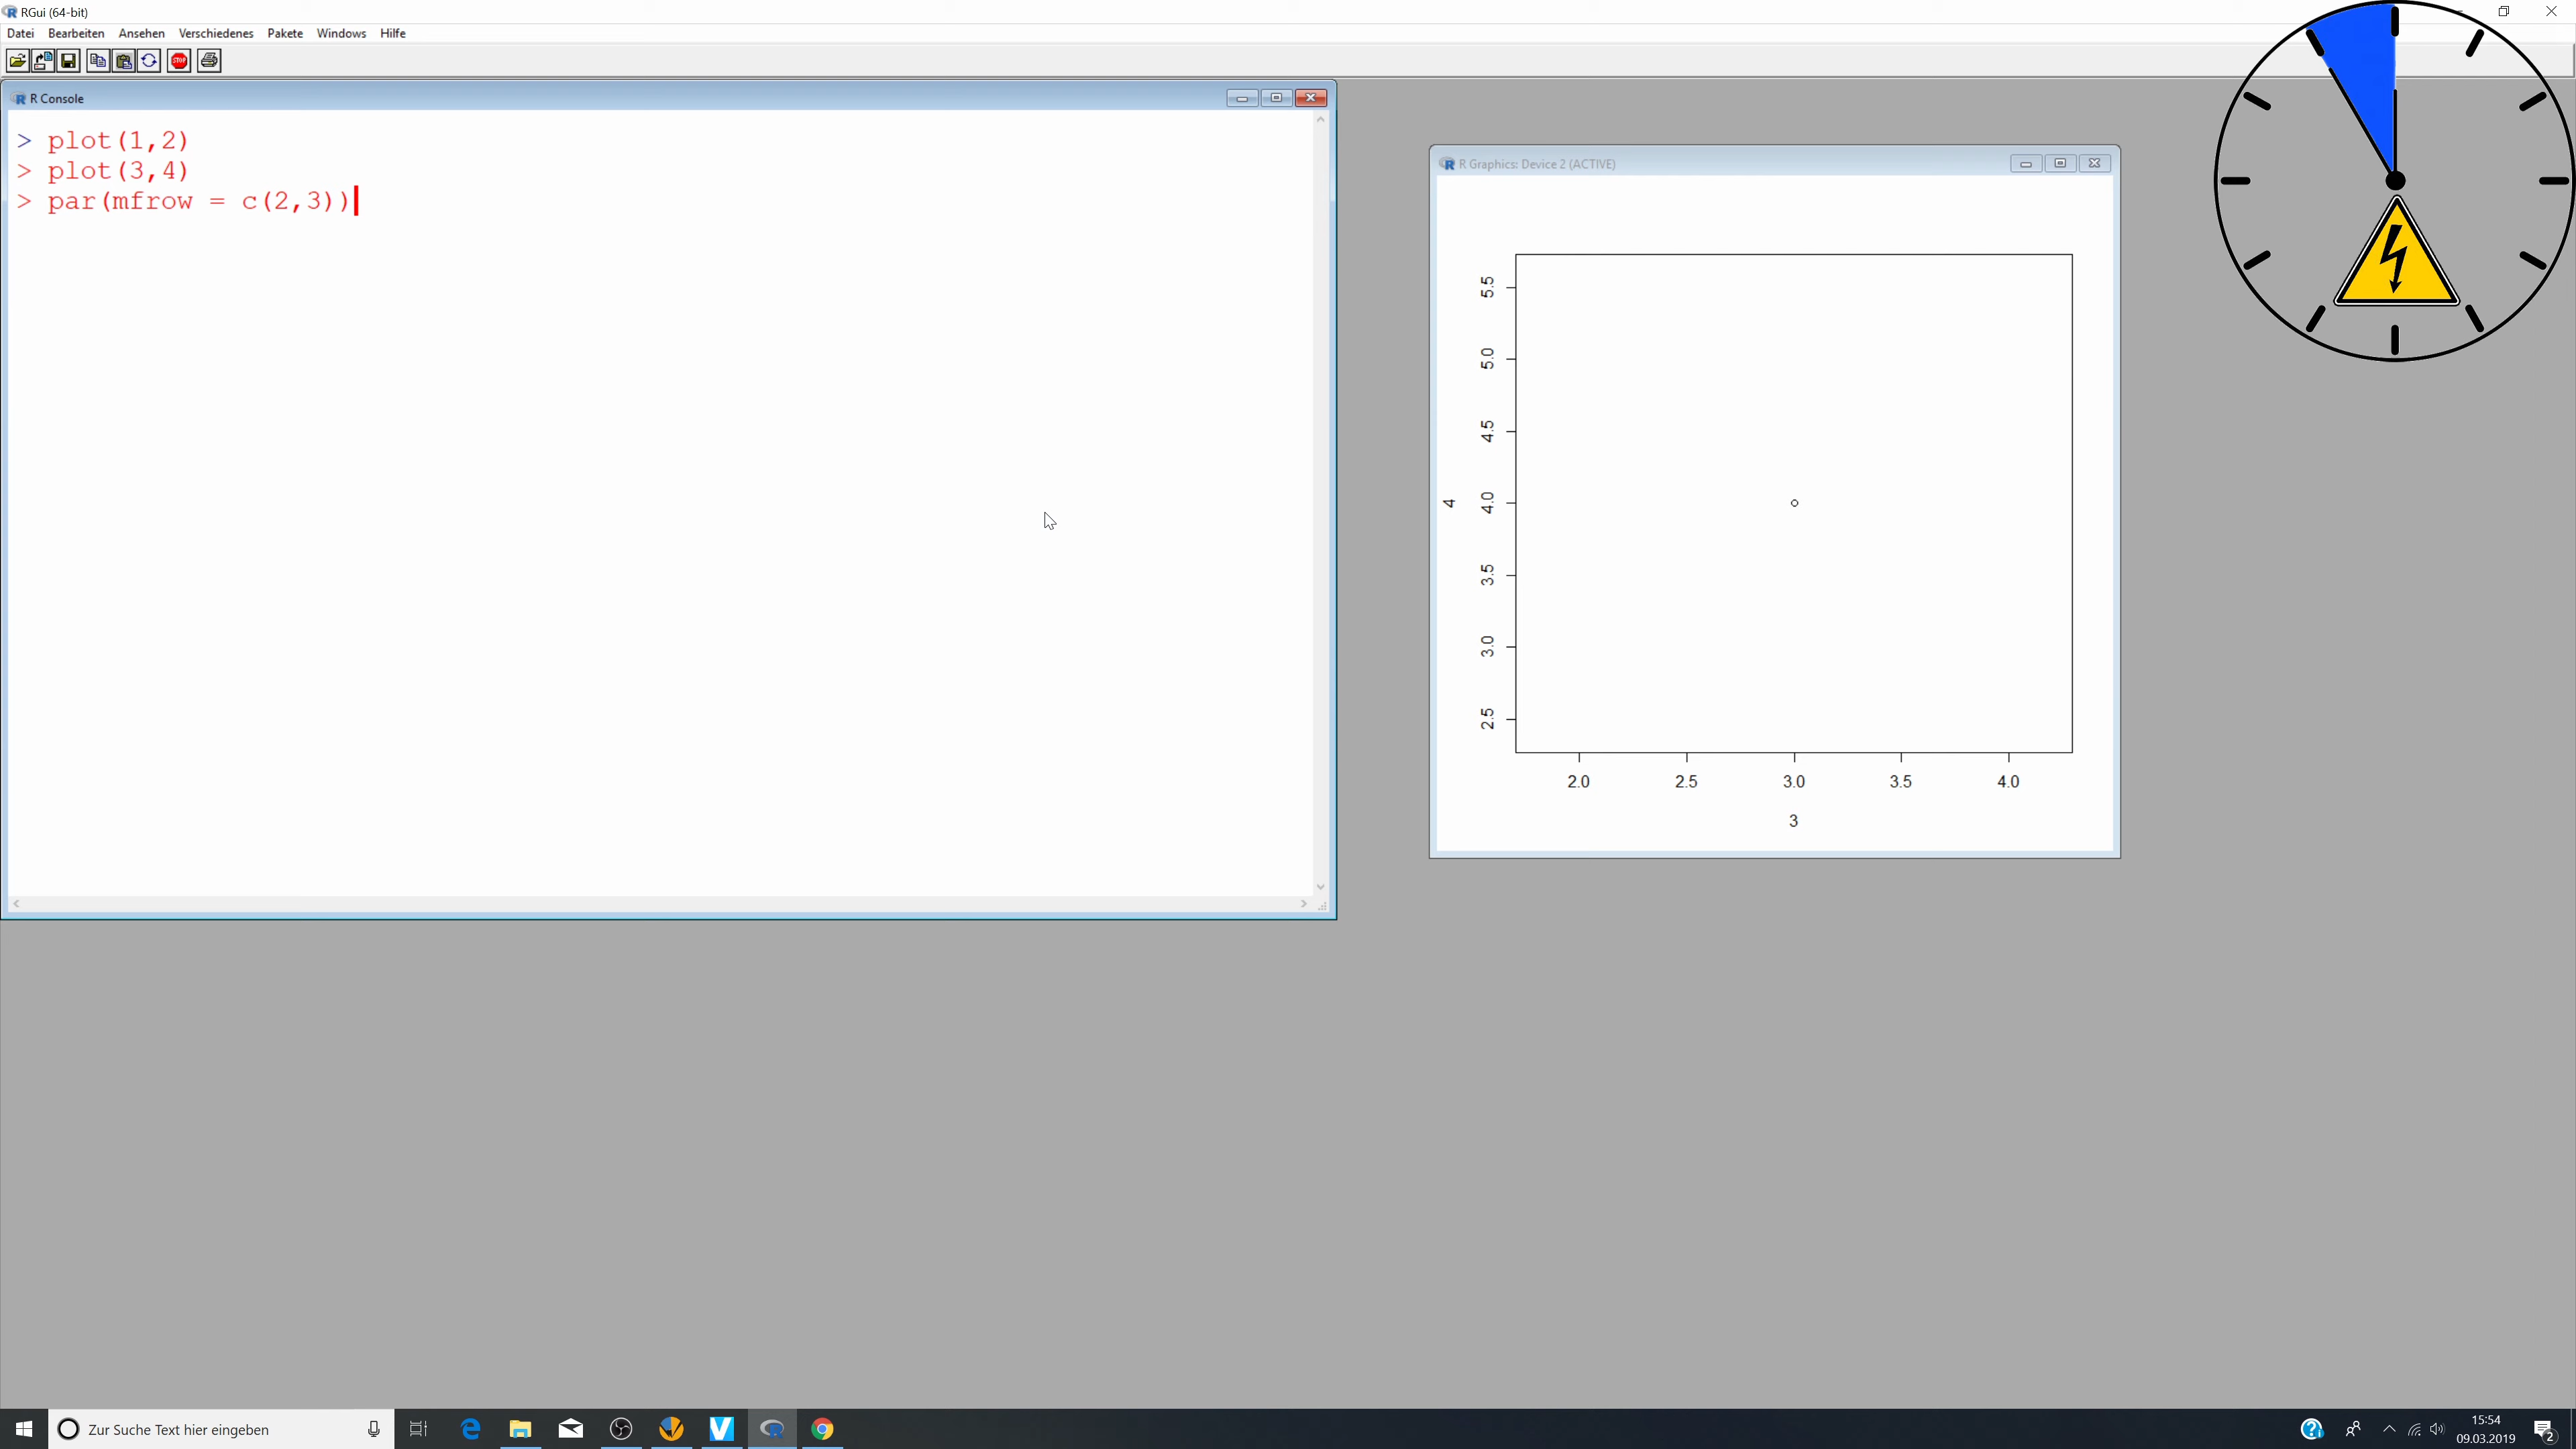 RGui (64-bit)
Datei Bearbeiten Ansehen Verschiedenes Pakete Windows Hilfe
STOP
R Console
> plot(1,2)
> plot(3,4)
> par(mfrow = c(2,3))
R Graphics: Device 2 (ACTIVE)
5.5
5.0
4.5
4.0
3.5
3.0
2.5
4
2.0 2.5 3.0 3.5 4.0
3
Zur Suche Text hier eingeben
15:54
09.03.2019
2